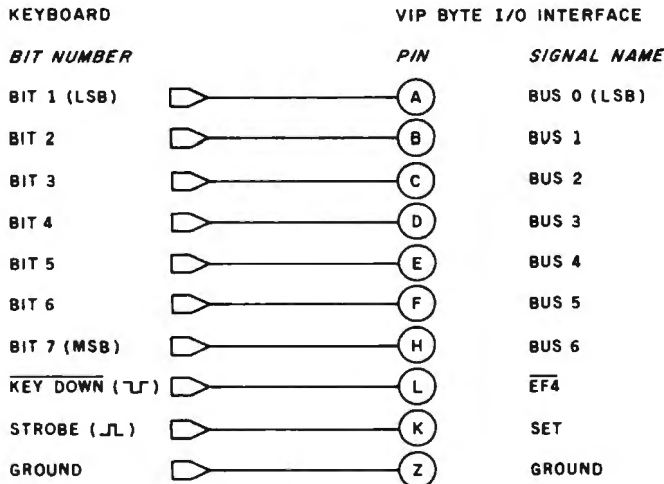 KEYBOARD VIP BYTE I/O INTERFACE
BIT NUMBER PIN SIGNAL NAME
BIT 1 (LSB) A BUS 0 (LSB)
BIT 2 B BUS 1
BIT 3 C BUS 2
BIT 4 D BUS 3
BIT 5 E BUS 4
BIT 6 F BUS 5
BIT 7 (MSB) H BUS 6
KEY DOWN ( ) L EF4
STROBE ( ) K SET
GROUND Z GROUND